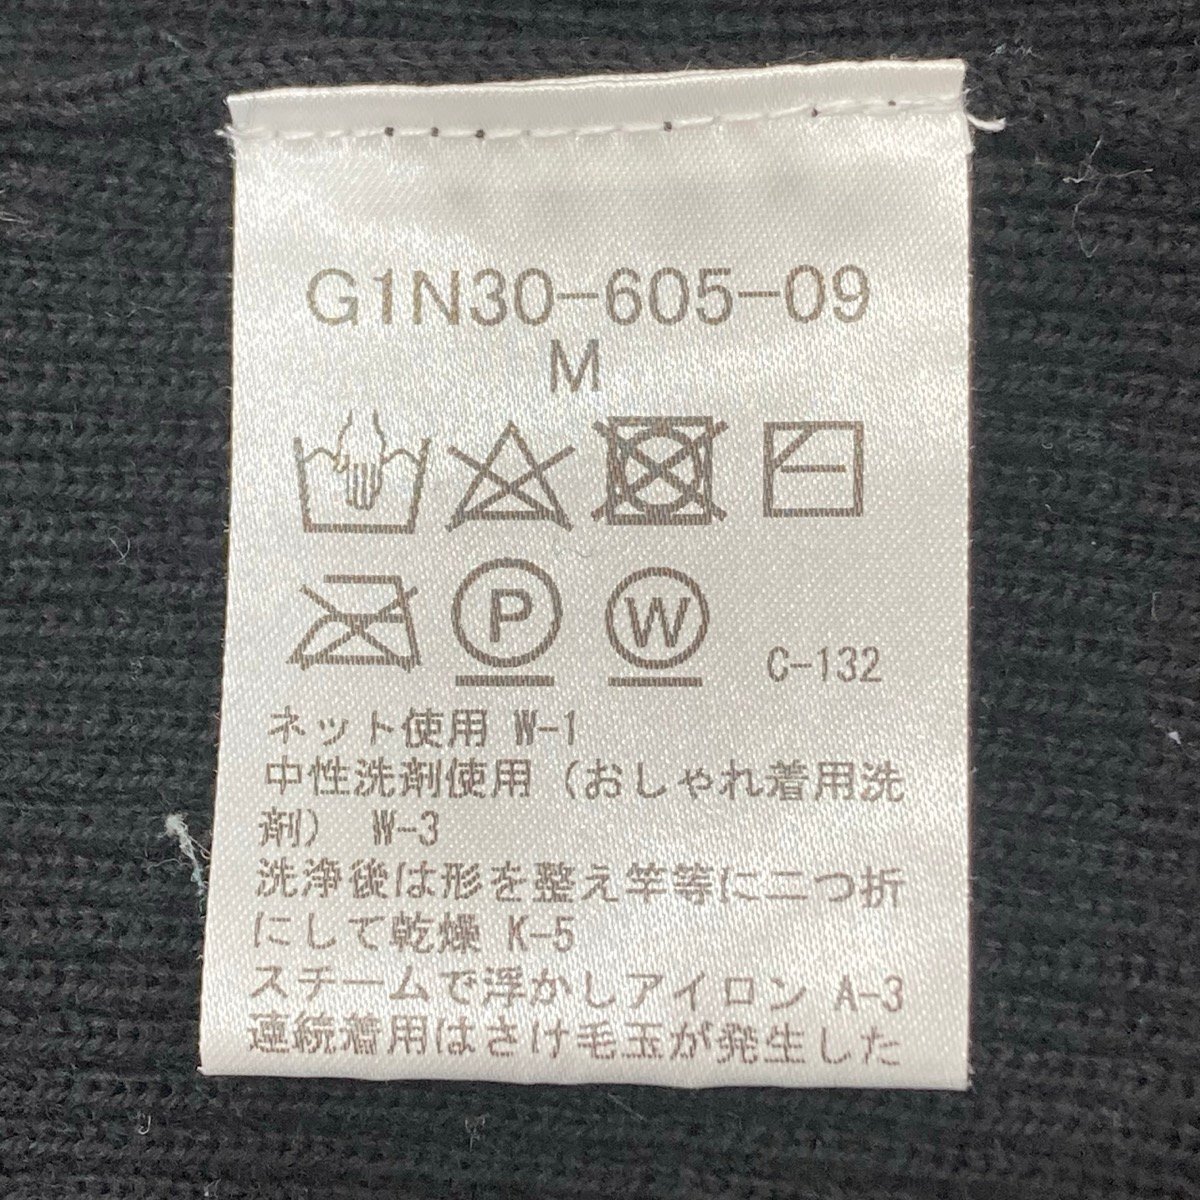 G1N30-605-09
M
P
W
C-132
ネット使用 W-1
中性洗剤使用(おしゃれ着用洗
剤) W-3
洗浄後は形を整え竿等に二つ折
にして乾燥 K-5
スチームで浮かしアイロン A-3
連続着用はさけ毛玉が発生した